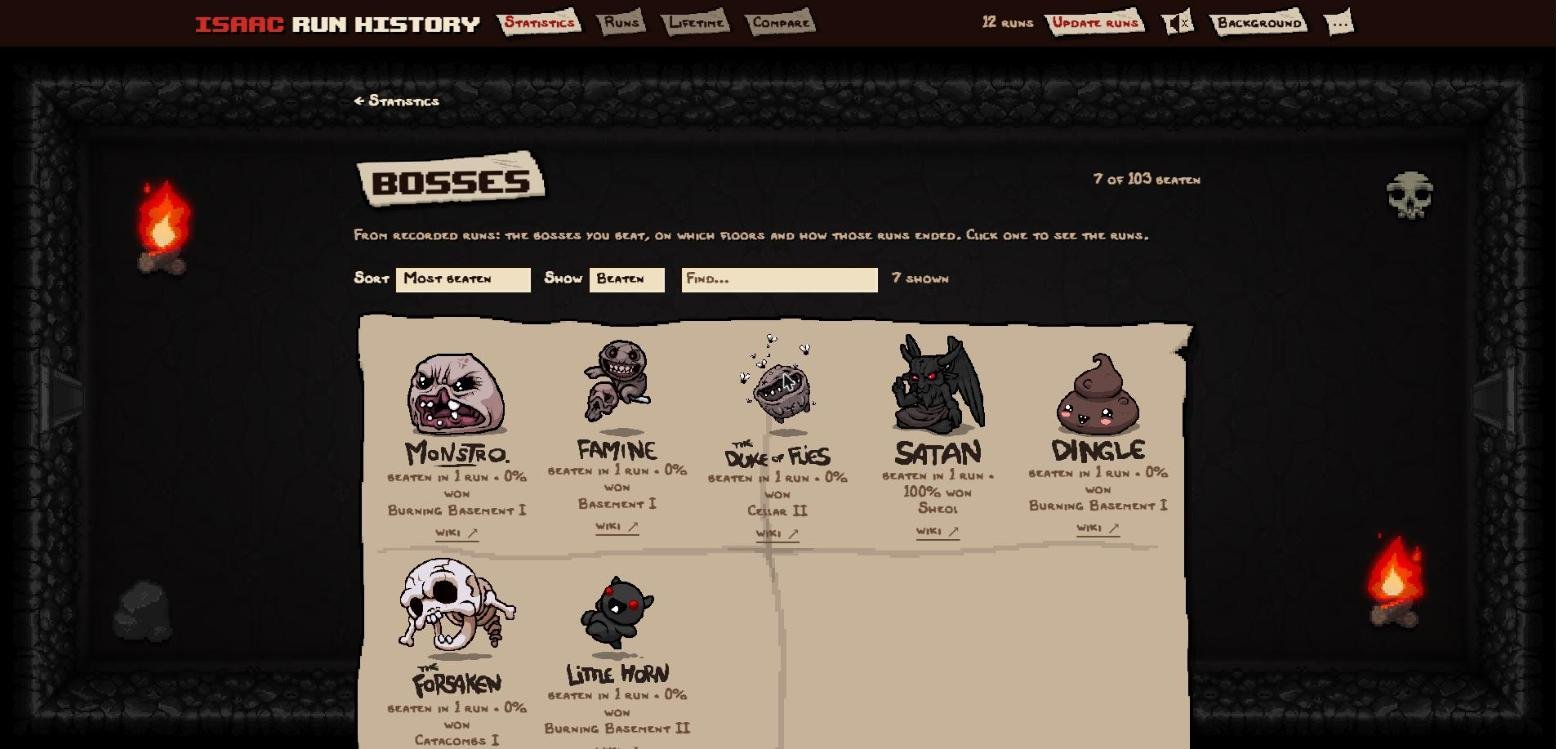 ISAAC RUN HISTORY Statistics Runs Lifetime Compare 12 runs Update runs Background ...
← Statistics
BOSSES
7 of 103 beaten
From recorded runs: the bosses you beat, on which floors and how those runs ended. Click one to see the runs.
Sort Most beaten Show Beaten Find... 7 shown
MONSTRO.
beaten in 1 run • 0%
won
Burning Basement I
wiki ↗
FAMINE
beaten in 1 run • 0%
won
Basement I
wiki ↗
THE
DUKE OF FLIES
beaten in 1 run • 0%
won
Cellar II
wiki ↗
SATAN
beaten in 1 run •
100% won
Sheol
wiki ↗
DINGLE
beaten in 1 run • 0%
won
Burning Basement I
wiki ↗
THE
FORSAKEN
beaten in 1 run • 0%
won
Catacombs I
LITTLE HORN
beaten in 1 run • 0%
won
Burning Basement II